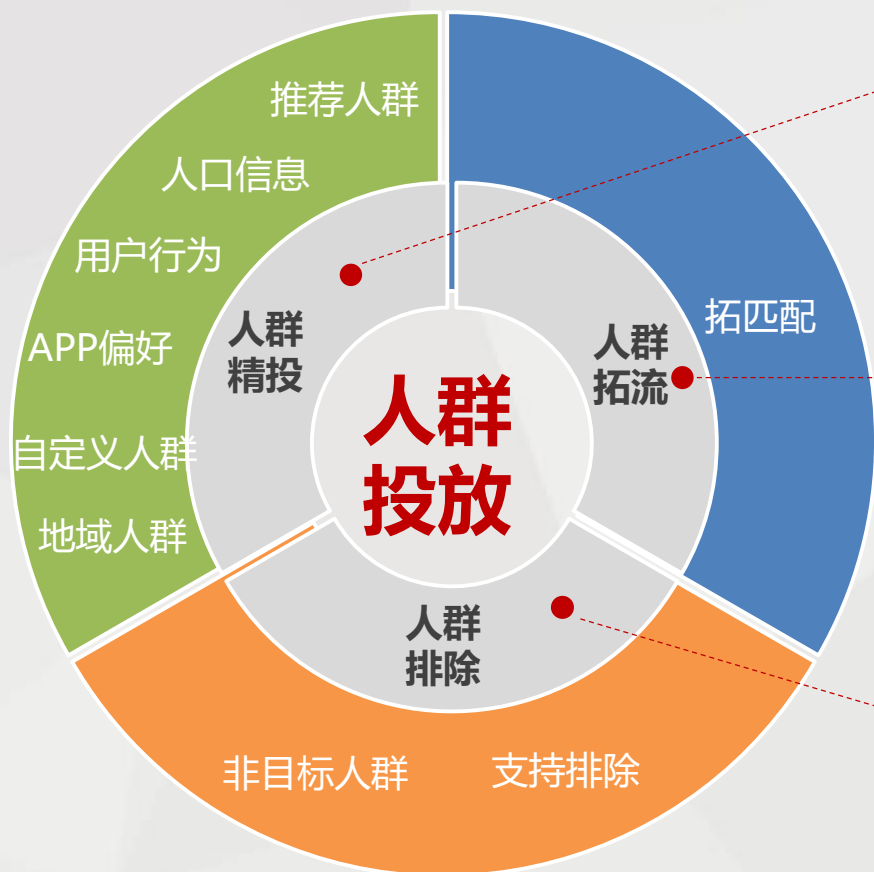 推荐人群
人口信息
用户行为
APP偏好
自定义人群
地域人群
人群
精投
人群
投放
人群
拓流
拓匹配
人群
排除
非目标人群
支持排除